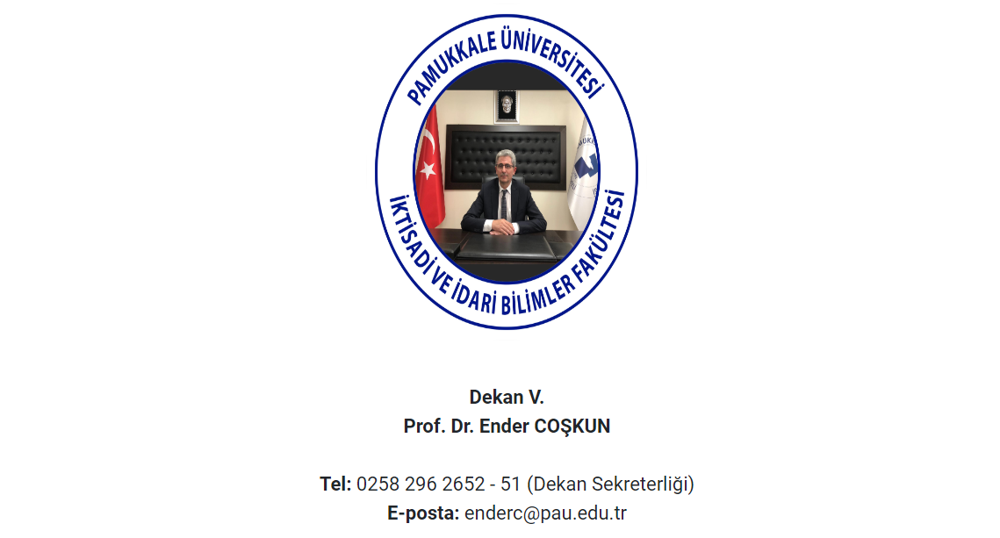 PAMUKKALE ÜNİVERSİTESİ
İKTİSADİ VE İDARİ BİLİMLER FAKÜLTESİ
Dekan V.
Prof. Dr. Ender COŞKUN
Tel: 0258 296 2652 - 51 (Dekan Sekreterliği)
E-posta: enderc@pau.edu.tr